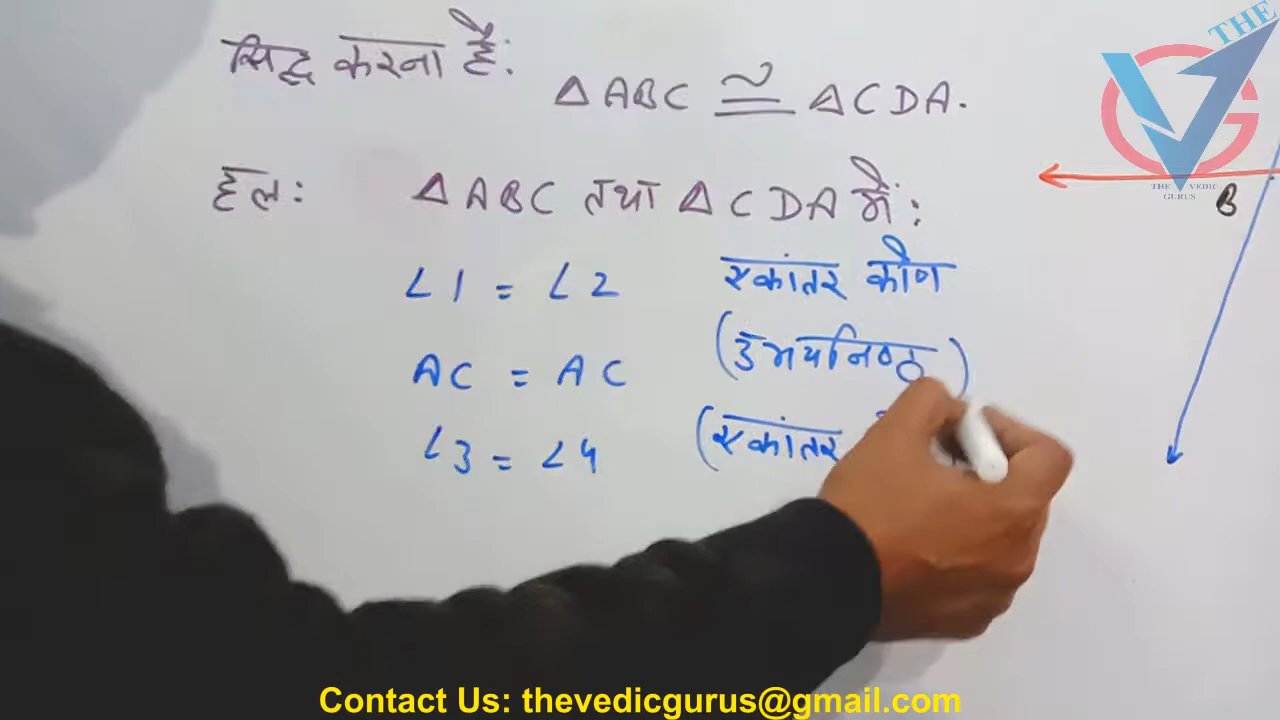 सिद्ध करना है:
△ABC ≅ △CDA.
हल: △ABC तथा △CDA में:
∠1 = ∠2 एकांतर कोण
AC = AC (उभयनिष्ठ)
∠3 = ∠4 (एकांतर
B
THE
VG
THE VEDIC
GURUS
Contact Us: thevedicgurus@gmail.com